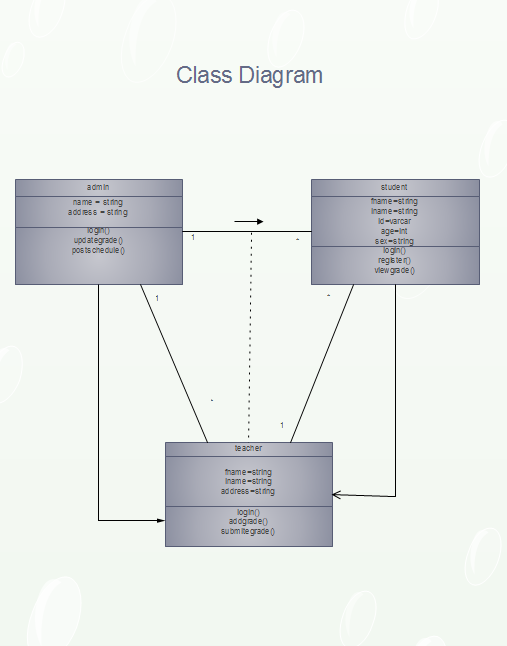 Class Diagram
admin
name = string
address = string
login()
updategrade()
postschedule()
student
fname=string
lname=string
id=varcar
age=int
sex=string
login()
register()
viewgrade()
1
*
1
*
*
1
teacher
fname=string
lname=string
address=string
login()
addgrade()
submitegrade()